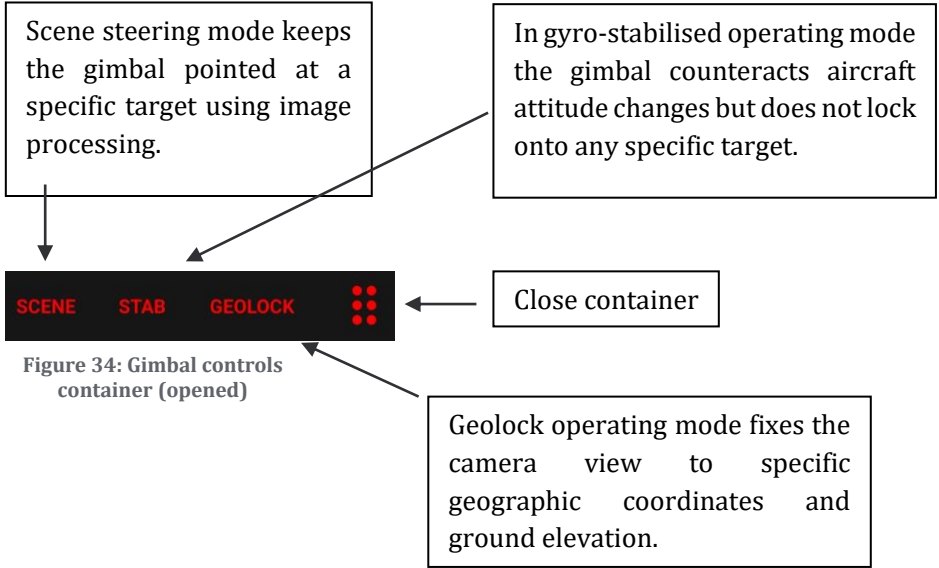 Scene steering mode keeps
the gimbal pointed at a
specific target using image
processing.
In gyro-stabilised operating mode
the gimbal counteracts aircraft
attitude changes but does not lock
onto any specific target.
SCENE STAB GEOLOCK
Close container
Figure 34: Gimbal controls
container (opened)
Geolock operating mode fixes the
camera view to specific
geographic coordinates and
ground elevation.